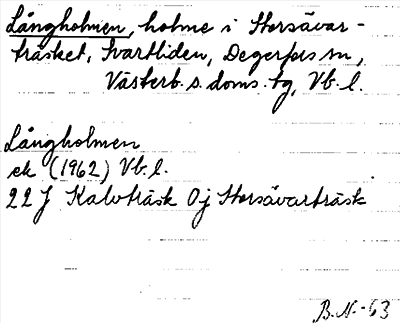 Långholmen, holme i Storsävar-
träsket, Svartliden, Degerfors sn,
Västerb. s. doms. tg, Vb. l.
Långholmen
ek (1962) Vb. l.
22 J Kalvträsk 0j Storsävarträsk
B.N. -63